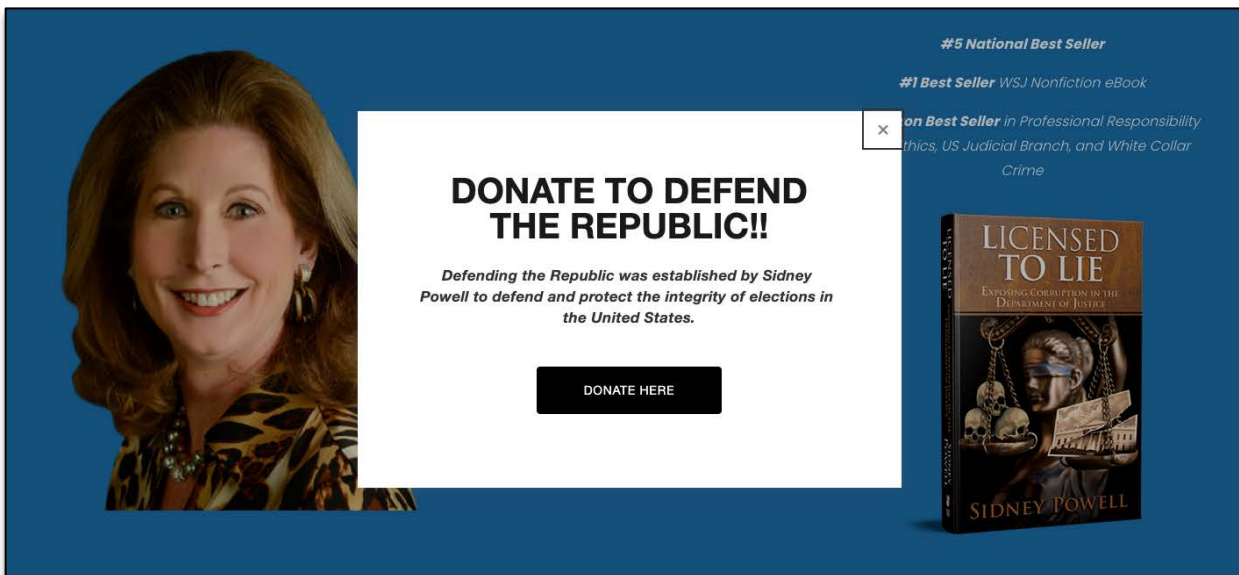 #5 National Best Seller
#1 Best Seller WSJ Nonfiction eBook
on Best Seller in Professional Responsibility
thics, US Judicial Branch, and White Collar
Crime
×
DONATE TO DEFEND
THE REPUBLIC!!
Defending the Republic was established by Sidney
Powell to defend and protect the integrity of elections in
the United States.
DONATE HERE
LICENSED
TO LIE
EXPOSING CORRUPTION IN THE
DEPARTMENT OF JUSTICE
SIDNEY POWELL